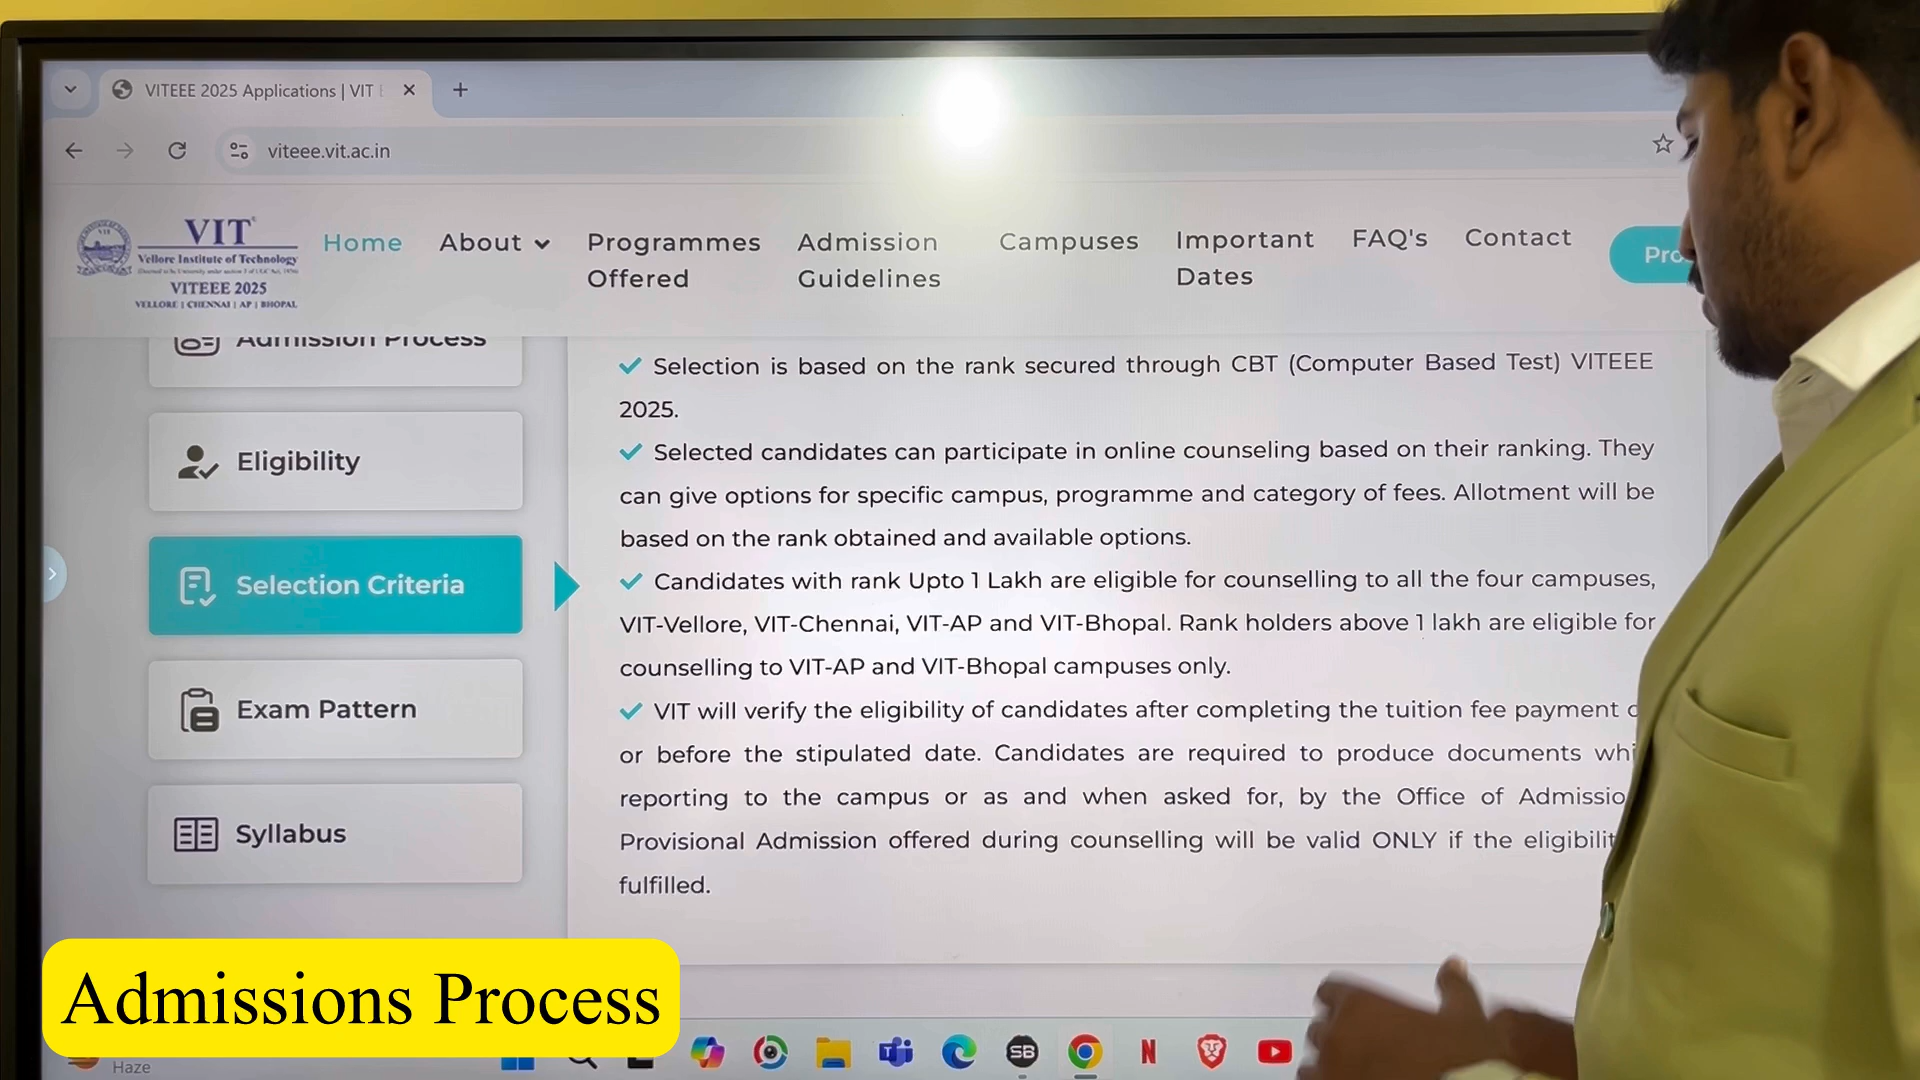 VITEEE 2025 Applications | VIT
viteee.vit.ac.in
VIT
Vellore Institute of Technology
VITEEE 2025
VELLORE | CHENNAI | AP | BHOPAL
Home
About
Programmes
Offered
Admission
Guidelines
Campuses
Important
Dates
FAQ's
Contact
Admission Process
Eligibility
Selection Criteria
Exam Pattern
Syllabus
Selection is based on the rank secured through CBT (Computer Based Test) VITEEE
2025.
Selected candidates can participate in online counseling based on their ranking. They
can give options for specific campus, programme and category of fees. Allotment will be
based on the rank obtained and available options.
Candidates with rank Upto 1 Lakh are eligible for counselling to all the four campuses,
VIT-Vellore, VIT-Chennai, VIT-AP and VIT-Bhopal. Rank holders above 1 lakh are eligible for
counselling to VIT-AP and VIT-Bhopal campuses only.
VIT will verify the eligibility of candidates after completing the tuition fee payment
or before the stipulated date. Candidates are required to produce documents
reporting to the campus or as and when asked for, by the Office of
Provisional Admission offered during counselling will be valid ONLY if the
fulfilled.
Admissions Process
Haze
SB
N